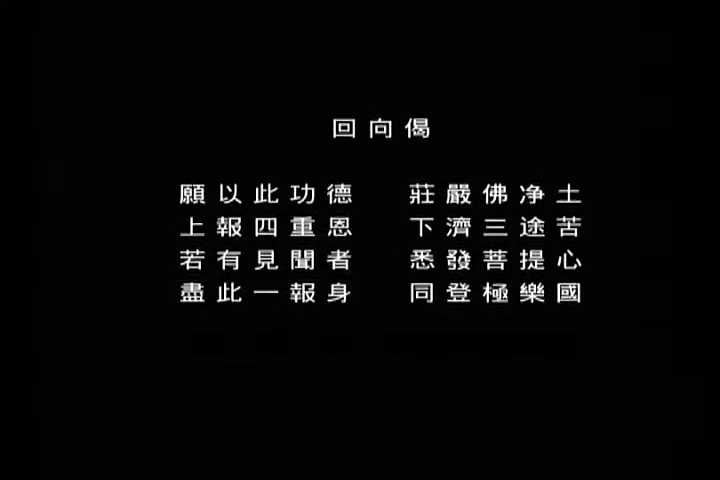 回向偈
願以此功德 莊嚴佛净土
上報四重恩 下濟三途苦
若有見聞者 悉發菩提心
盡此一報身 同登極樂國